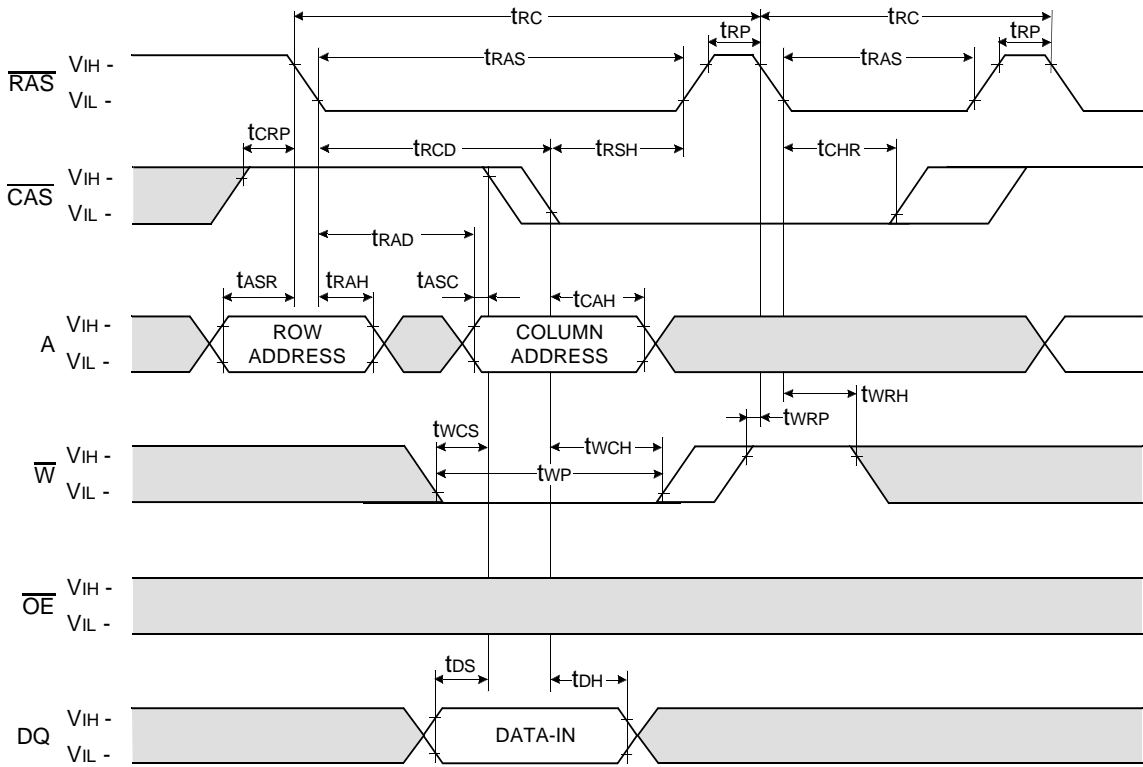 tRC tRC
tRP tRP
tRAS tRAS
RAS VIH -
VIL -
tCRP tRCD tRSH tCHR
CAS VIH -
VIL -
tRAD
tASR tRAH tASC tCAH
A VIH -
VIL -
ROW
ADDRESS
COLUMN
ADDRESS
tWRH
tWRP
tWCS tWCH
tWP
W VIH -
VIL -
OE VIH -
VIL -
tDS tDH
DQ VIH -
VIL -
DATA-IN